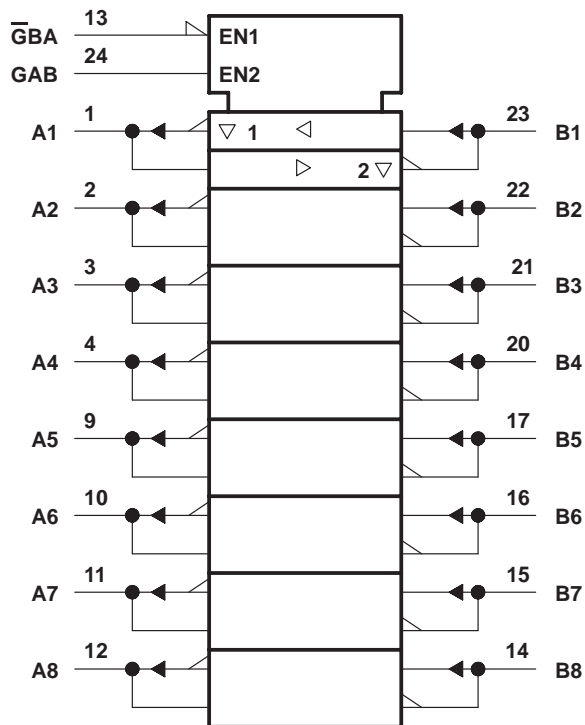 13
G̅BA EN1
24
GAB EN2
1 23
A1 1 B1
2
2 22
A2 B2
3 21
A3 B3
4 20
A4 B4
9 17
A5 B5
10 16
A6 B6
11 15
A7 B7
12 14
A8 B8